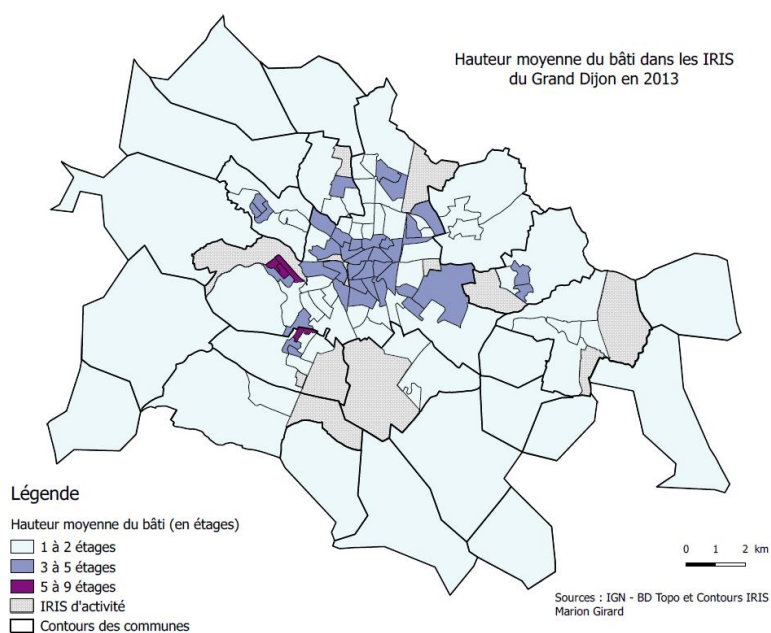 Hauteur moyenne du bâti dans les IRIS
du Grand Dijon en 2013
Légende
Hauteur moyenne du bâti (en étages)
1 à 2 étages
3 à 5 étages
5 à 9 étages
IRIS d'activité
Contours des communes
0 1 2 km
Sources : IGN - BD Topo et Contours IRIS
Marion Girard